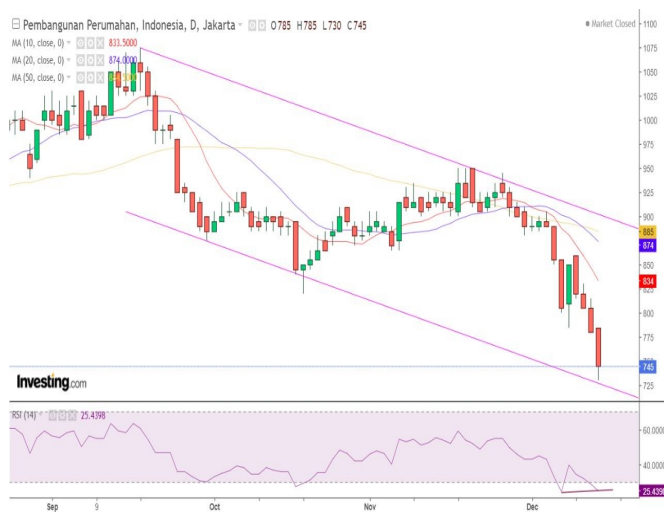 Pembangunan Perumahan, Indonesia, D, Jakarta O785 H785 L730 C745
Market Closed
MA (10, close, 0) 833.5000
MA (20, close, 0) 874.0000
MA (50, close, 0)
1100
1075
1050
1025
1000
975
950
925
900
885
874
850
834
825
800
775
745
725
Investing.com
RSI (14) 25.4398
60.0000
40.0000
25.4398
Sep 9 Oct Nov Dec